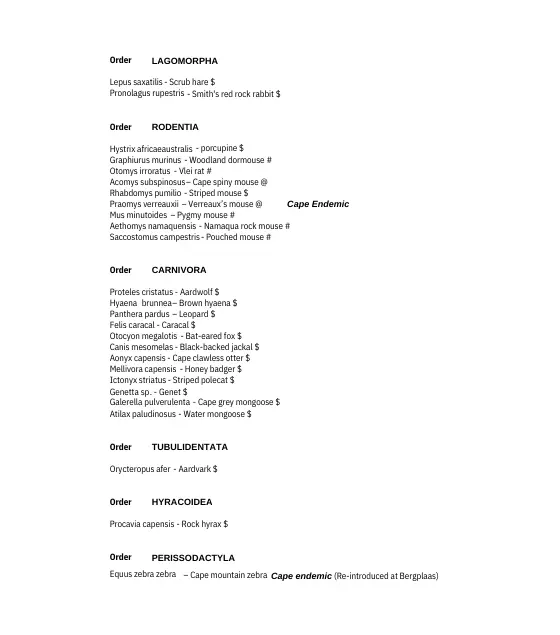 Order LAGOMORPHA
Lepus saxatilis - Scrub hare $
Pronolagus rupestris - Smith's red rock rabbit $
Order RODENTIA
Hystrix africaeaustralis - porcupine $
Graphiurus murinus - Woodland dormouse #
Otomys irroratus - Vlei rat #
Acomys subspinosus– Cape spiny mouse @
Rhabdomys pumilio - Striped mouse $
Praomys verreauxii – Verreaux's mouse @ Cape Endemic
Mus minutoides – Pygmy mouse #
Aethomys namaquensis - Namaqua rock mouse #
Saccostomus campestris - Pouched mouse #
Order CARNIVORA
Proteles cristatus - Aardwolf $
Hyaena brunnea– Brown hyaena $
Panthera pardus – Leopard $
Felis caracal - Caracal $
Otocyon megalotis - Bat-eared fox $
Canis mesomelas - Black-backed jackal $
Aonyx capensis - Cape clawless otter $
Mellivora capensis - Honey badger $
Ictonyx striatus - Striped polecat $
Genetta sp. - Genet $
Galerella pulverulenta - Cape grey mongoose $
Atilax paludinosus - Water mongoose $
Order TUBULIDENTATA
Orycteropus afer - Aardvark $
Order HYRACOIDEA
Procavia capensis - Rock hyrax $
Order PERISSODACTYLA
Equus zebra zebra – Cape mountain zebra Cape endemic (Re-introduced at Bergplaas)